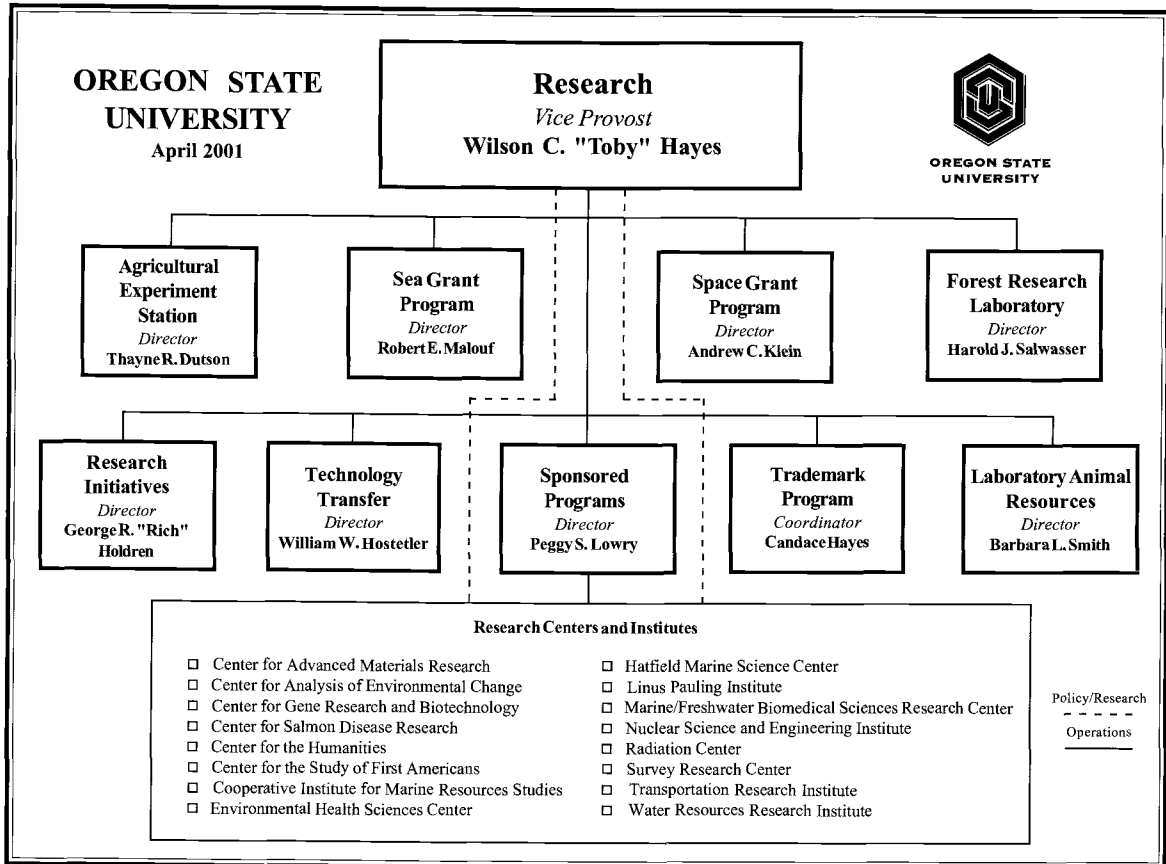 OREGON STATE
UNIVERSITY
April 2001
Research
Vice Provost
Wilson C. "Toby" Hayes
OREGON STATE
UNIVERSITY
Agricultural
Experiment
Station
Director
Thayne R. Dutson
Sea Grant
Program
Director
Robert E. Malouf
Space Grant
Program
Director
Andrew C. Klein
Forest Research
Laboratory
Director
Harold J. Salwasser
Research
Initiatives
Director
George R. "Rich"
Holdren
Technology
Transfer
Director
William W. Hostetler
Sponsored
Programs
Director
Peggy S. Lowry
Trademark
Program
Coordinator
Candace Hayes
Laboratory Animal
Resources
Director
Barbara L. Smith
Research Centers and Institutes
Center for Advanced Materials Research
Center for Analysis of Environmental Change
Center for Gene Research and Biotechnology
Center for Salmon Disease Research
Center for the Humanities
Center for the Study of First Americans
Cooperative Institute for Marine Resources Studies
Environmental Health Sciences Center
Hatfield Marine Science Center
Linus Pauling Institute
Marine/Freshwater Biomedical Sciences Research Center
Nuclear Science and Engineering Institute
Radiation Center
Survey Research Center
Transportation Research Institute
Water Resources Research Institute
Policy/Research
Operations